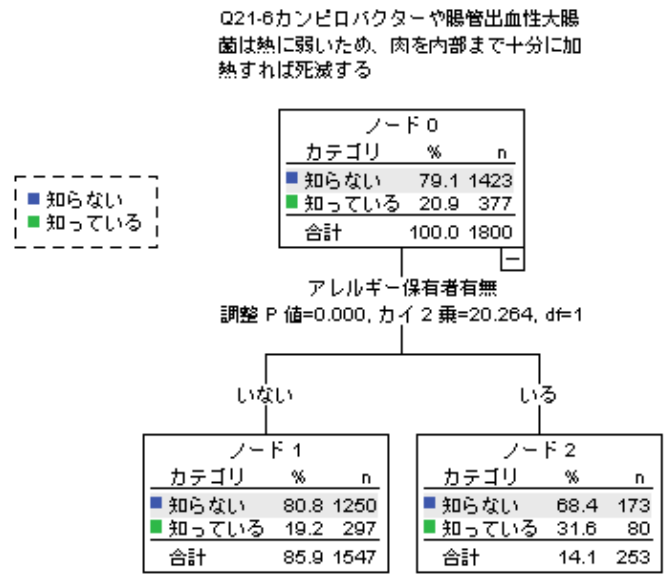 Q21-6カンピロバクターや腸管出血性大腸
菌は熱に弱いため、肉を内部まで十分に加
熱すれば死滅する
ノード 0
カテゴリ % n
知らない 79.1 1423
知っている 20.9 377
合計 100.0 1800
知らない
知っている
アレルギー保有者有無
調整 P 値=0.000, カイ 2 乗=20.264, df=1
いない
いる
ノード 1
カテゴリ % n
知らない 80.8 1250
知っている 19.2 297
合計 85.9 1547
ノード 2
カテゴリ % n
知らない 68.4 173
知っている 31.6 80
合計 14.1 253